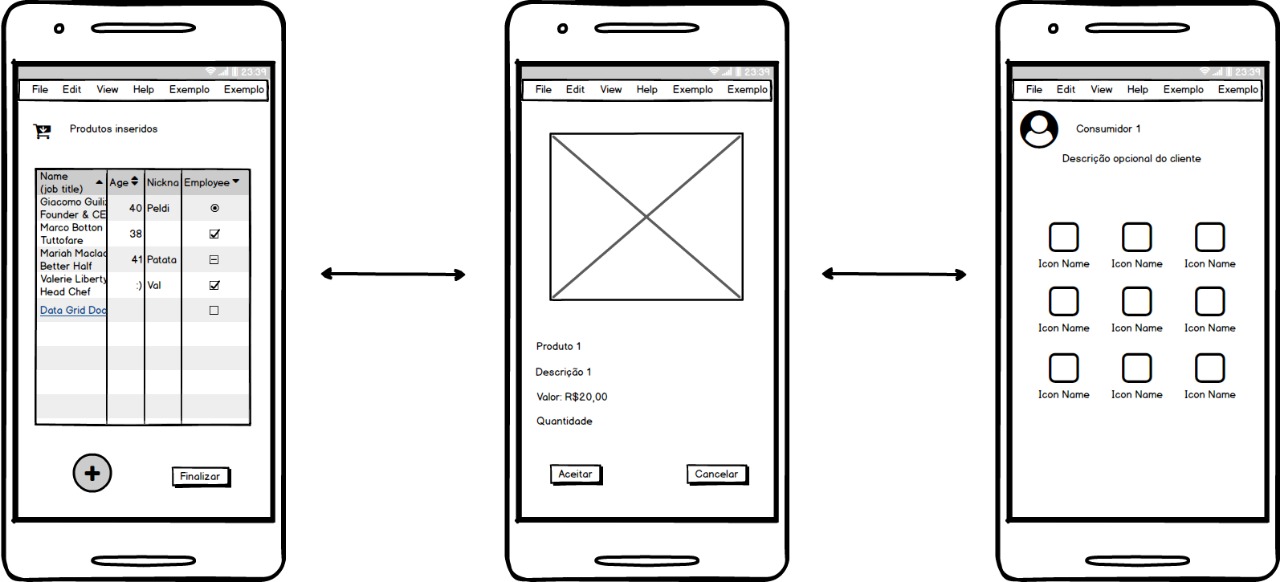 23:39
File Edit View Help Exemplo Exemplo
Produtos inseridos
Name
(job title) Age Nickna Employee
Giacomo Guili
Founder & CE 40 Peldi
Marco Botton
Tuttofare 38
Mariah Maclac
Better Half 41 Patata
Valerie Liberty
Head Chef :) Val
Data Grid Doc
Finalizar
23:39
File Edit View Help Exemplo Exemplo
Produto 1
Descrição 1
Valor: R$20,00
Quantidade
Aceitar Cancelar
23:39
File Edit View Help Exemplo Exemplo
Consumidor 1
Descrição opcional do cliente
Icon Name Icon Name Icon Name
Icon Name Icon Name Icon Name
Icon Name Icon Name Icon Name